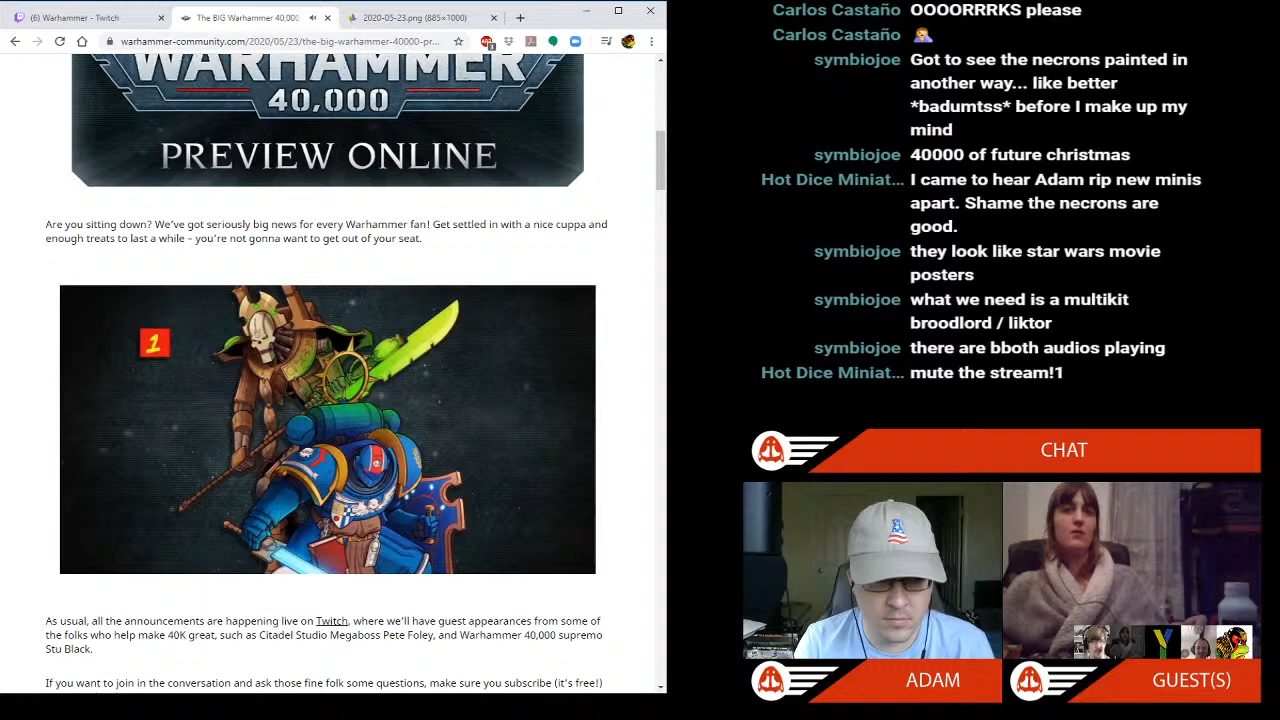 (6) Warhammer - Twitch
The BIG Warhammer 40,000
2020-05-23.png (885×1000)
warhammer-community.com/2020/05/23/the-big-warhammer-40000-pr...
WARHAMMER
40,000
PREVIEW ONLINE
Are you sitting down? We've got seriously big news for every Warhammer fan! Get settled in with a nice cuppa and
enough treats to last a while – you're not gonna want to get out of your seat.
1
As usual, all the announcements are happening live on Twitch, where we'll have guest appearances from some of
the folks who help make 40K great, such as Citadel Studio Megaboss Pete Foley, and Warhammer 40,000 supremo
Stu Black.
If you want to join in the conversation and ask those fine folk some questions, make sure you subscribe (it's free!)
Carlos Castaño OOOORRRKS please
Carlos Castaño
symbiojoe Got to see the necrons painted in
another way... like better
*badumtss* before I make up my
mind
symbiojoe 40000 of future christmas
Hot Dice Miniat... I came to hear Adam rip new minis
apart. Shame the necrons are
good.
symbiojoe they look like star wars movie
posters
symbiojoe what we need is a multikit
broodlord / liktor
symbiojoe there are bboth audios playing
Hot Dice Miniat... mute the stream!1
CHAT
ADAM
GUEST(S)